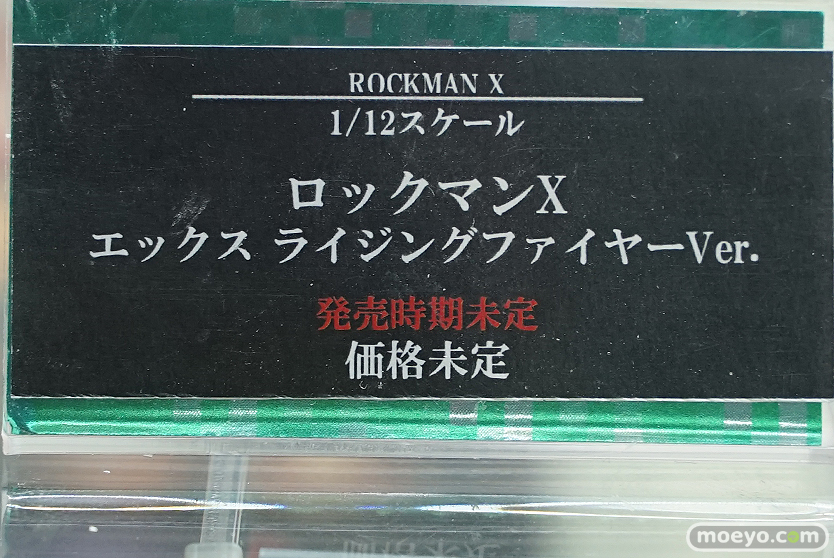 ROCKMAN X
1/12スケール
ロックマンX
エックス ライジングファイヤーVer.
発売時期未定
価格未定
moeyo.com